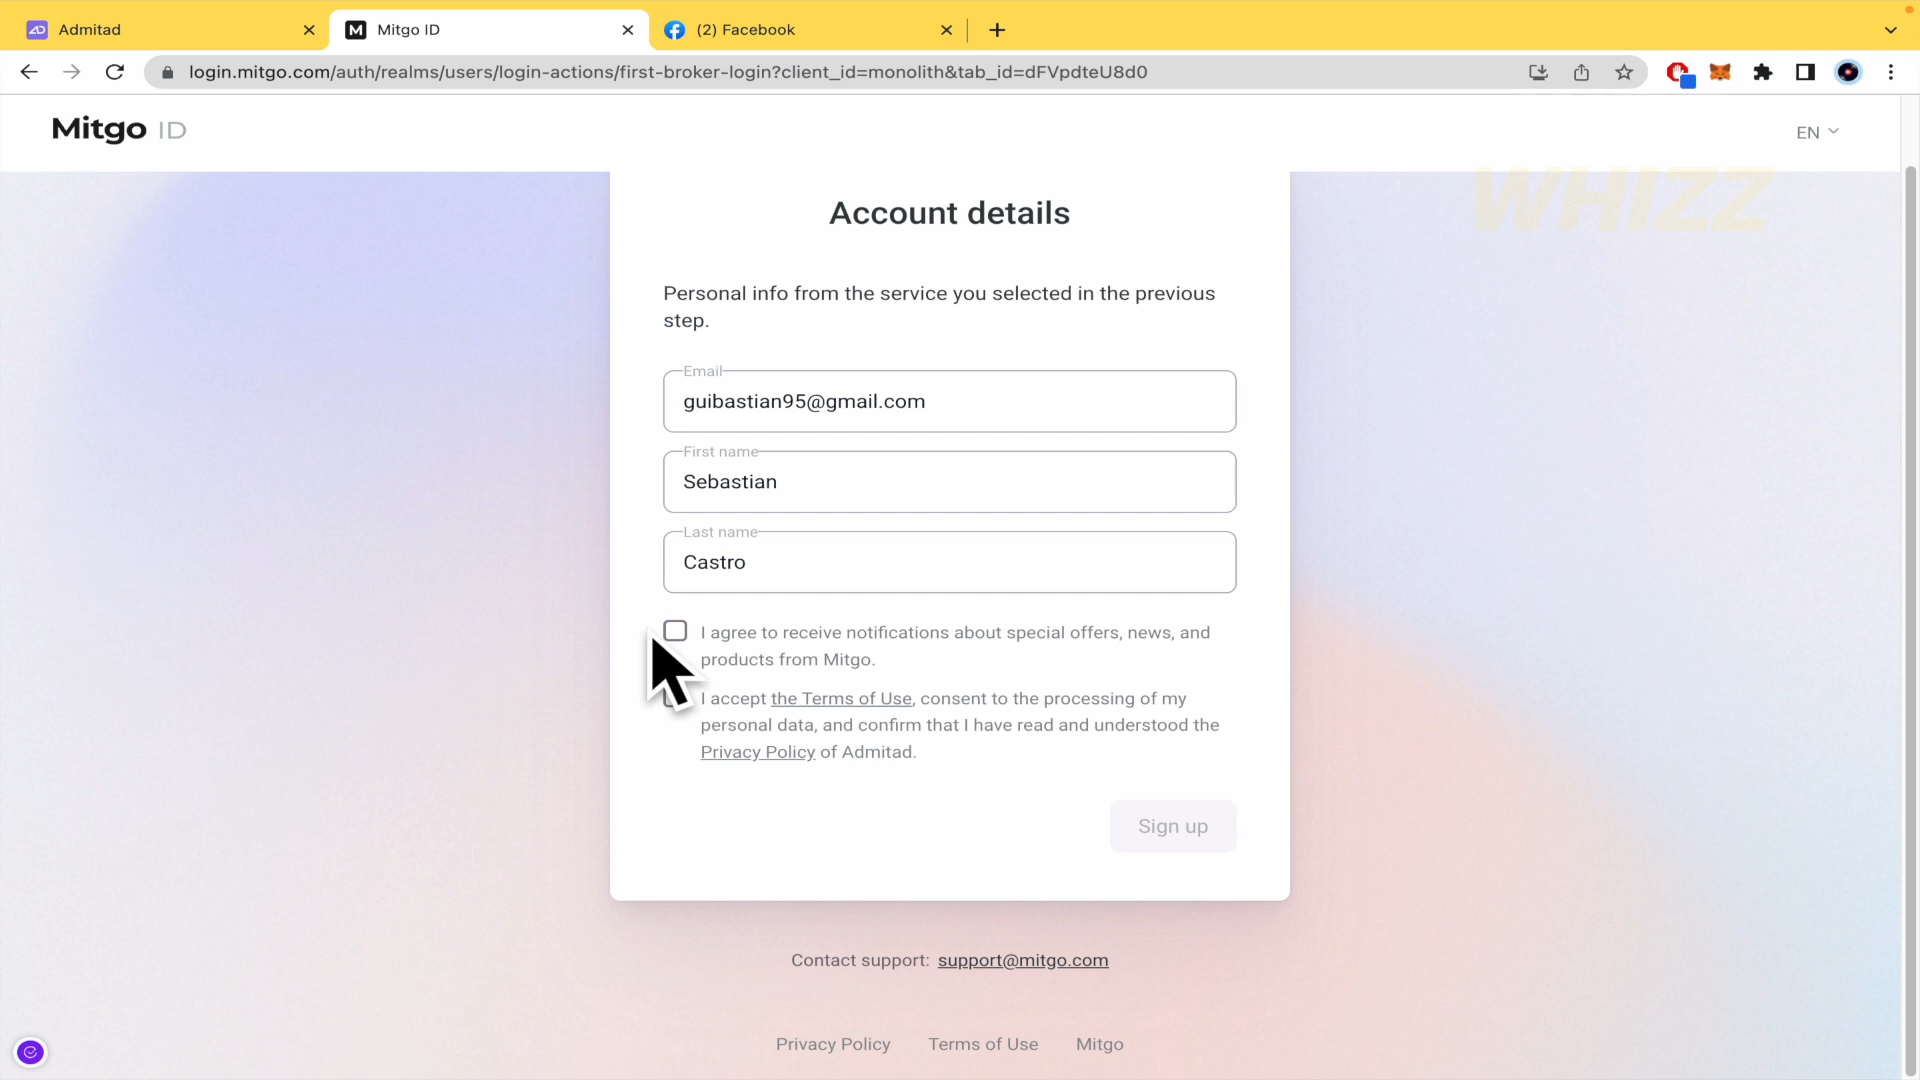 Admitad
Mitgo ID
(2) Facebook
login.mitgo.com/auth/realms/users/login-actions/first-broker-login?client_id=monolith&tab_id=dFVpdteU8d0
Mitgo ID
EN
WHIZZ
Account details
Personal info from the service you selected in the previous
step.
Email
guibastian95@gmail.com
First name
Sebastian
Last name
Castro
I agree to receive notifications about special offers, news, and
products from Mitgo.
I accept the Terms of Use, consent to the processing of my
personal data, and confirm that I have read and understood the
Privacy Policy of Admitad.
Sign up
Contact support: support@mitgo.com
Privacy Policy Terms of Use Mitgo